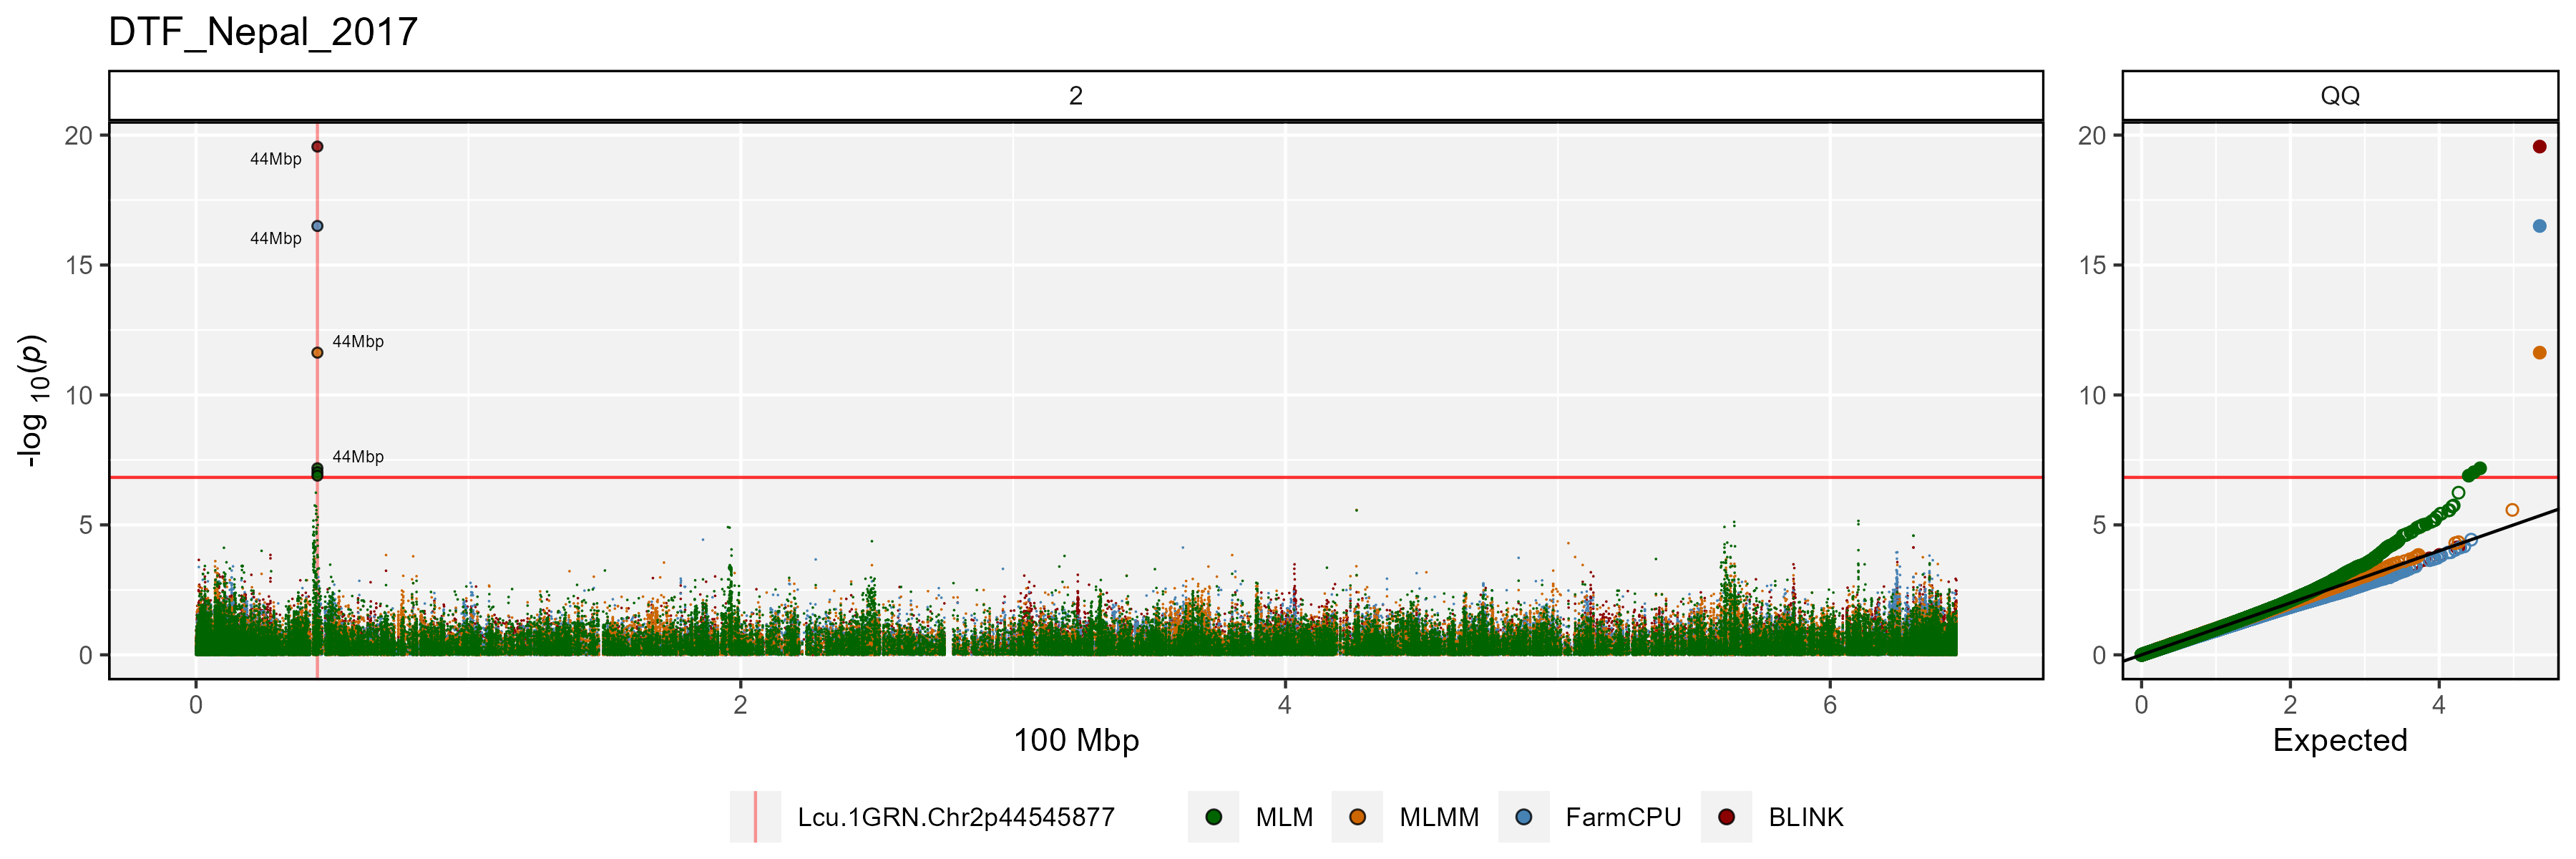 DTF_Nepal_2017
2
QQ
20
15
10
5
0
-log 10(p)
44Mbp
44Mbp
44Mbp
44Mbp
0 2 4 6
100 Mbp
20
15
10
5
0
0 2 4
Expected
Lcu.1GRN.Chr2p44545877 MLM MLMM FarmCPU BLINK